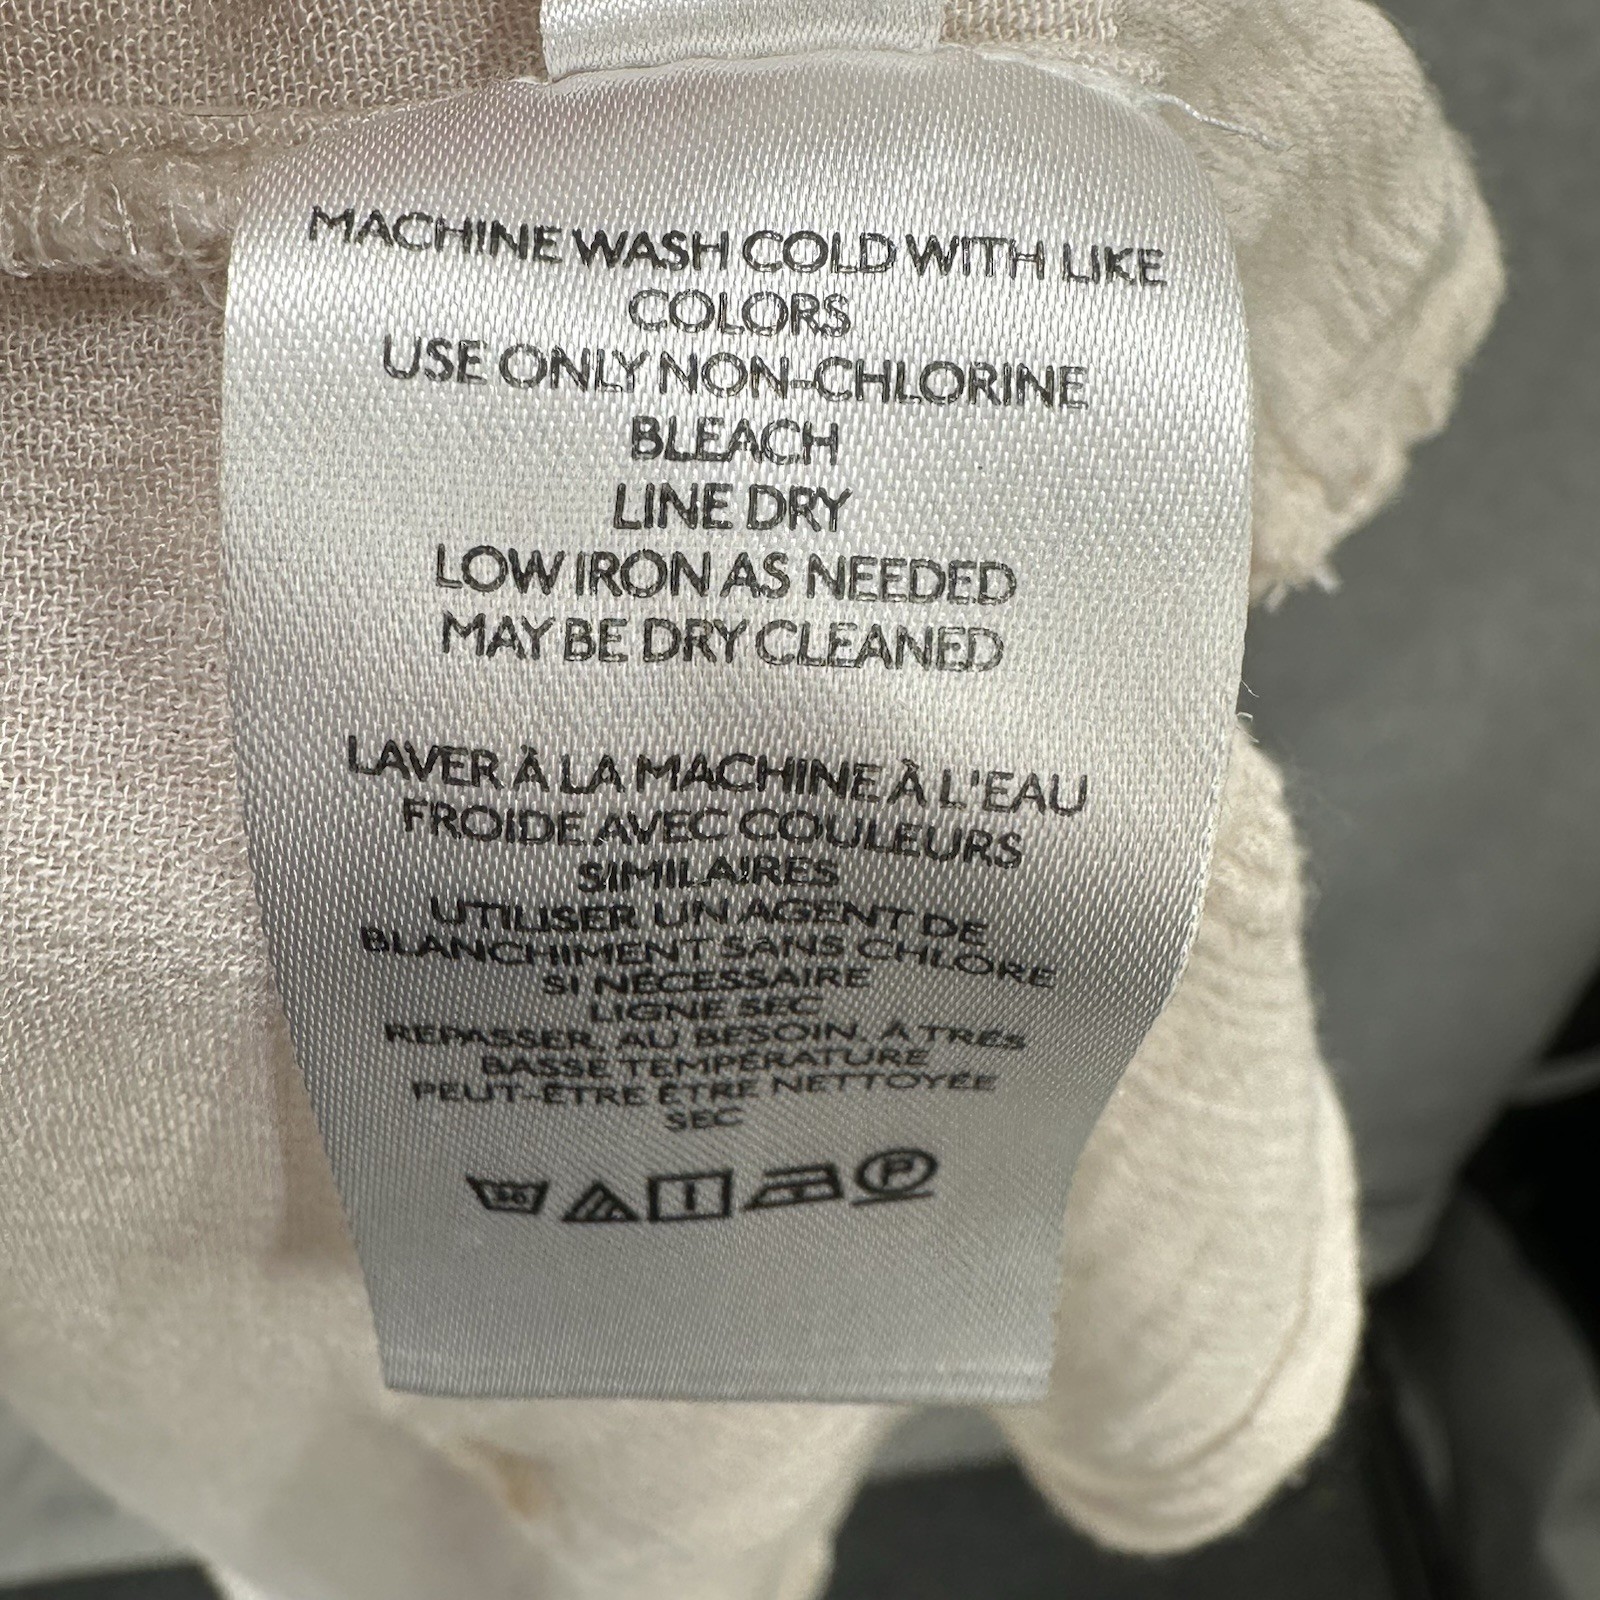 MACHINE WASH COLD WITH LIKE
COLORS
USE ONLY NON-CHLORINE
BLEACH
LINE DRY
LOW IRON AS NEEDED
MAY BE DRY CLEANED
LAVER À LA MACHINE À L'EAU
FROIDE AVEC COULEURS
SIMILAIRES
UTILISER UN AGENT DE
BLANCHIMENT SANS CHLORE
SI NÉCESSAIRE
LIGNE SEC
REPASSER, AU BESOIN, À TRÈS
BASSE TEMPÉRATURE
PEUT-ÊTRE ÊTRE NETTOYÉE
SEC
30 P